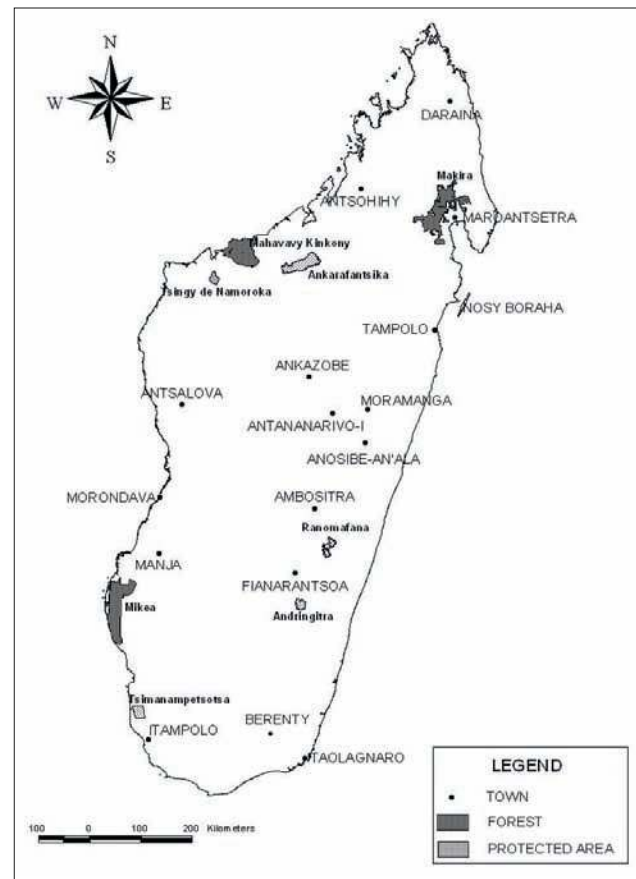 N
W E
S
DARAINA
Makira
ANTSOHIHY
MAROANTSETRA
Mahavavy Kinkony
Ankarafantsika
Tsingy de Namoroka
NOSY BORAHA
TAMPOLO
ANKAZOBE
ANTSALOVA
MORAMANGA
ANTANANARIVO-I
ANOSIBE-AN'ALA
MORONDAVA
AMBOSITRA
Ranomafana
MANJA
FIANARANTSOA
Mikea
Andringitra
Tsimanampetsotsa
BERENTY
ITAMPOLO
TAOLAGNARO
LEGEND
TOWN
FOREST
PROTECTED AREA
100 0 100 200 Kilometers